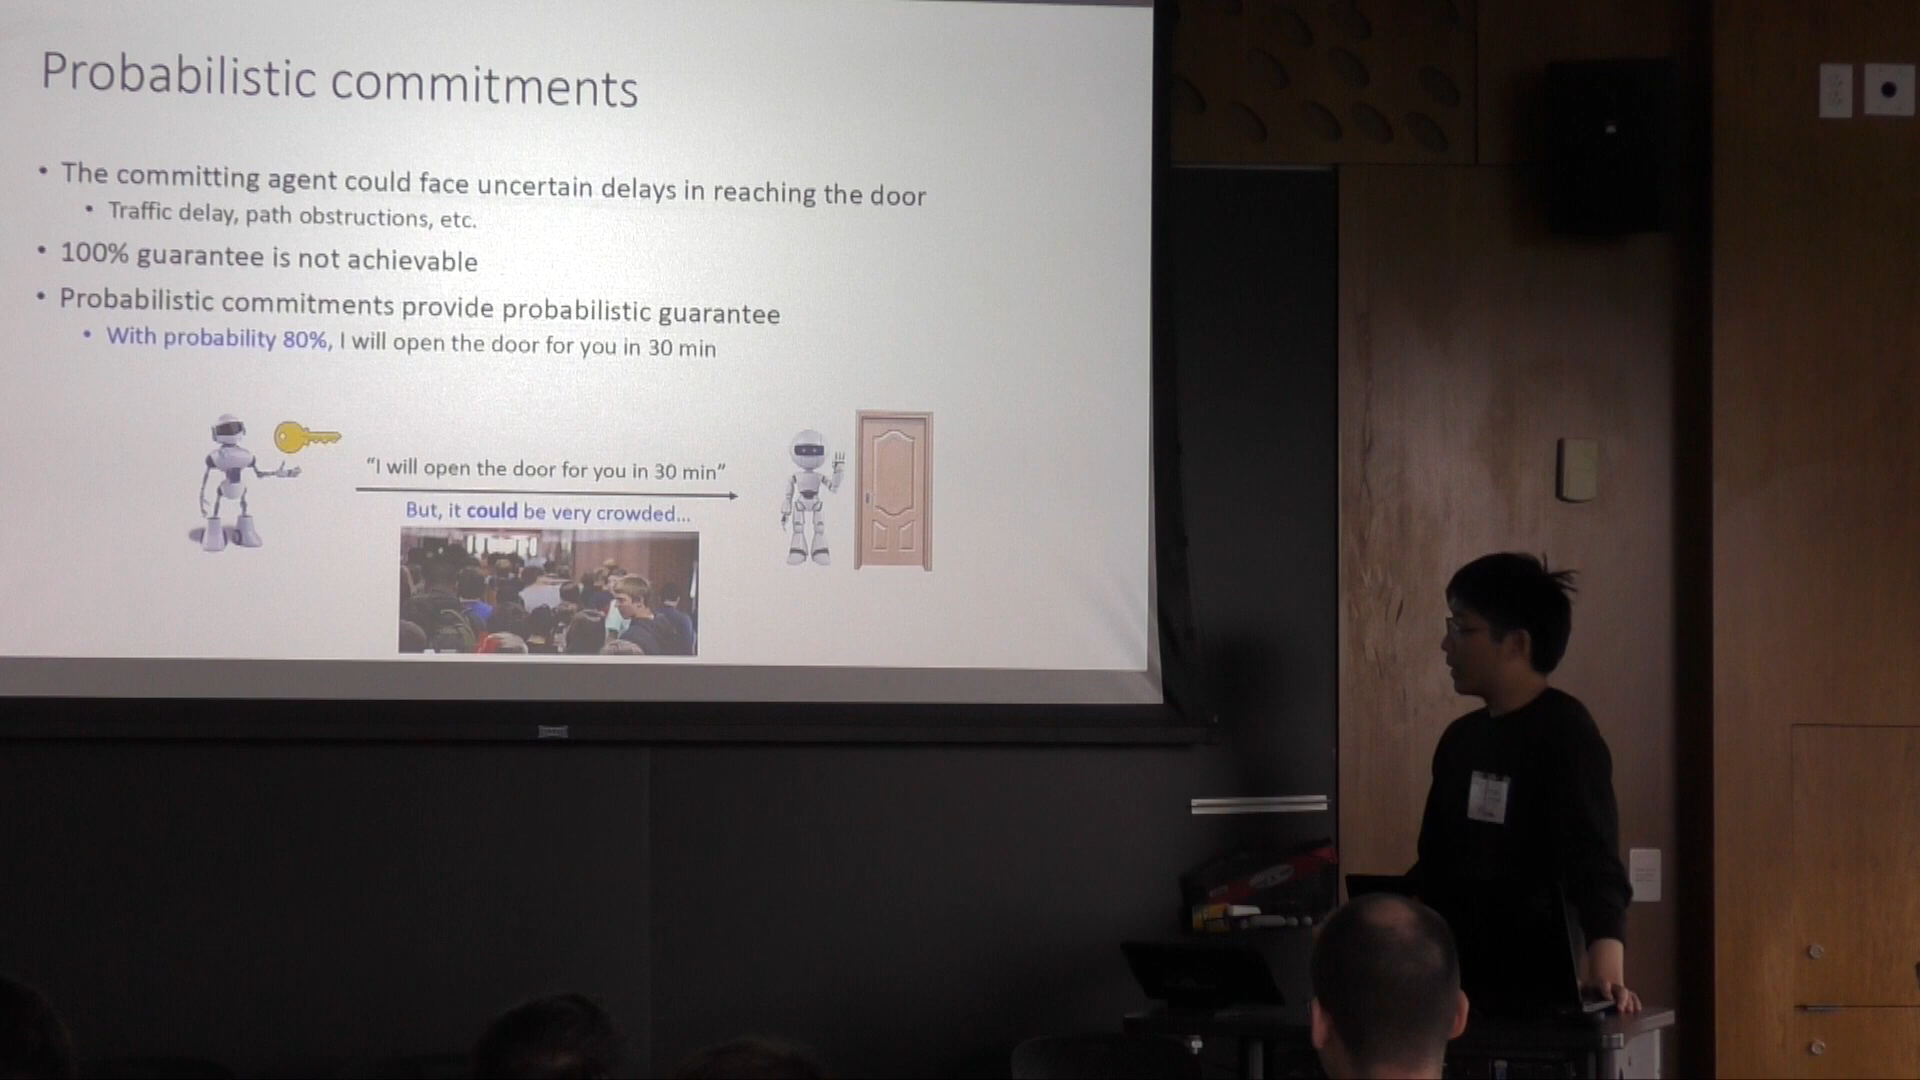 Probabilistic commitments
• The committing agent could face uncertain delays in reaching the door
• Traffic delay, path obstructions, etc.
• 100% guarantee is not achievable
• Probabilistic commitments provide probabilistic guarantee
• With probability 80%, I will open the door for you in 30 min
“I will open the door for you in 30 min”
But, it could be very crowded...